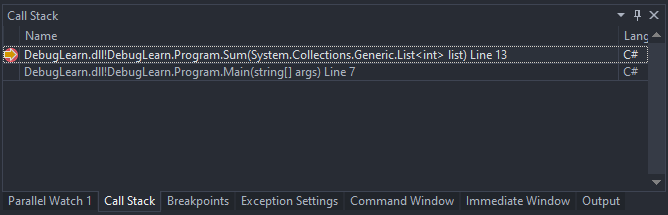 Call Stack
Name Lang
DebugLearn.dll!DebugLearn.Program.Sum(System.Collections.Generic.List<int> list) Line 13 C#
DebugLearn.dll!DebugLearn.Program.Main(string[] args) Line 7 C#
Parallel Watch 1 Call Stack Breakpoints Exception Settings Command Window Immediate Window Output